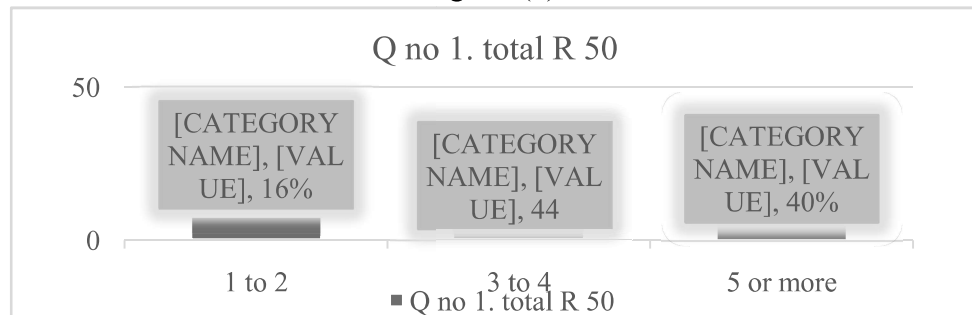 Q no 1. total R 50
50
[CATEGORY
NAME], [VAL
UE], 16%
[CATEGORY
NAME], [VAL
UE], 44
[CATEGORY
NAME], [VAL
UE], 40%
0
1 to 2
3 to 4
5 or more
Q no 1. total R 50